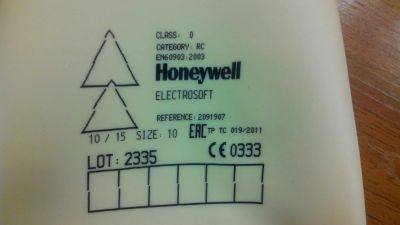 CLASS: 0
CATEGORY: RC
EN60903:2003
Honeywell
ELECTROSOFT
REFERENCE: 2091907
10 / 15 SIZE: 10 EAC TP TC 019/2011
LOT: 2335 CE 0333